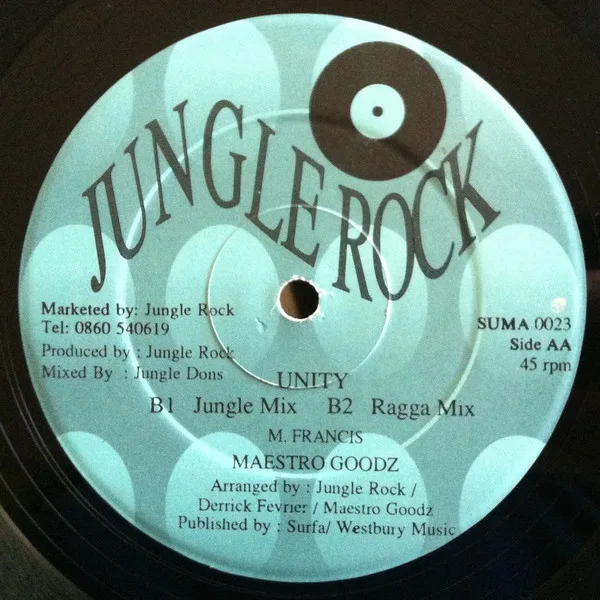 JUNGLE ROCK
Marketed by: Jungle Rock
Tel: 0860 540619
Produced by : Jungle Rock
Mixed By : Jungle Dons
SUMA 0023
Side AA
45 rpm
UNITY
B1 Jungle Mix B2 Ragga Mix
M. FRANCIS
MAESTRO GOODZ
Arranged by : Jungle Rock /
Derrick Fevrier / Maestro Goodz
Published by : Surfa/ Westbury Music